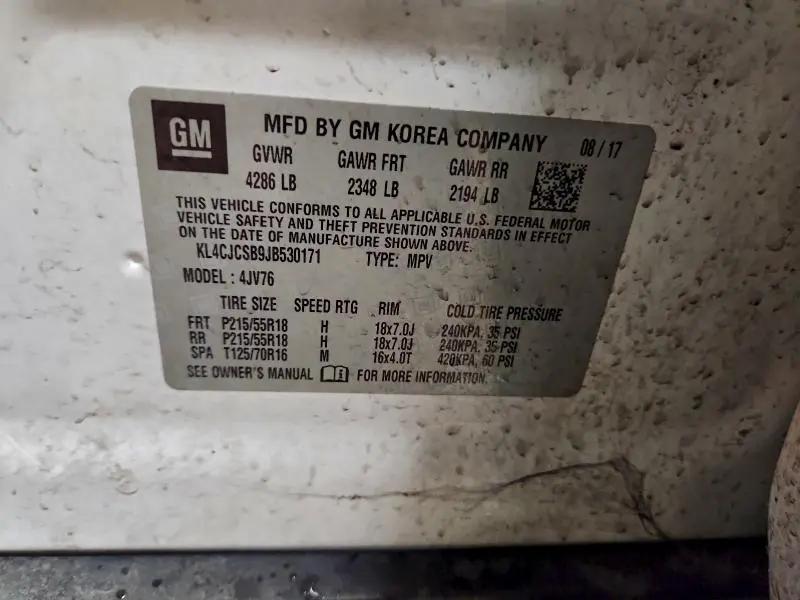 GM MFD BY GM KOREA COMPANY 08 / 17
GVWR GAWR FRT GAWR RR
4286 LB 2348 LB 2194 LB
THIS VEHICLE CONFORMS TO ALL APPLICABLE U.S. FEDERAL MOTOR
VEHICLE SAFETY AND THEFT PREVENTION STANDARDS IN EFFECT
ON THE DATE OF MANUFACTURE SHOWN ABOVE.
KL4CJCSB9JB530171 TYPE: MPV
MODEL : 4JV76
TIRE SIZE SPEED RTG RIM COLD TIRE PRESSURE
FRT P215/55R18 H 18x7.0J 240KPA, 35 PSI
RR P215/55R18 H 18x7.0J 240KPA, 35 PSI
SPA T125/70R16 M 16x4.0T 420KPA, 60 PSI
SEE OWNER'S MANUAL FOR MORE INFORMATION.